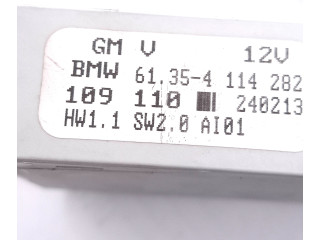 GM V 12V
BMW 61.35-4 114 282
109 110 240213
HW1.1 SW2.0 AI01